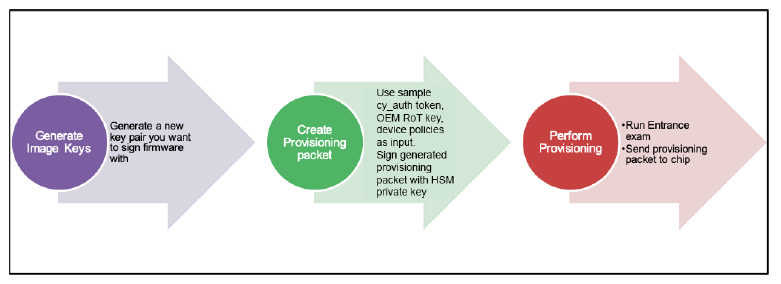 Generate
Image Keys
Generate a new
key pair you want
to sign firmware
with
Create
Provisioning
packet
Use sample
cy_auth token,
OEM RoT key,
device policies
as input.
Sign generated
provisioning
packet with HSM
private key
Perform
Provisioning
•Run Entrance
exam
•Send provisioning
packet to chip